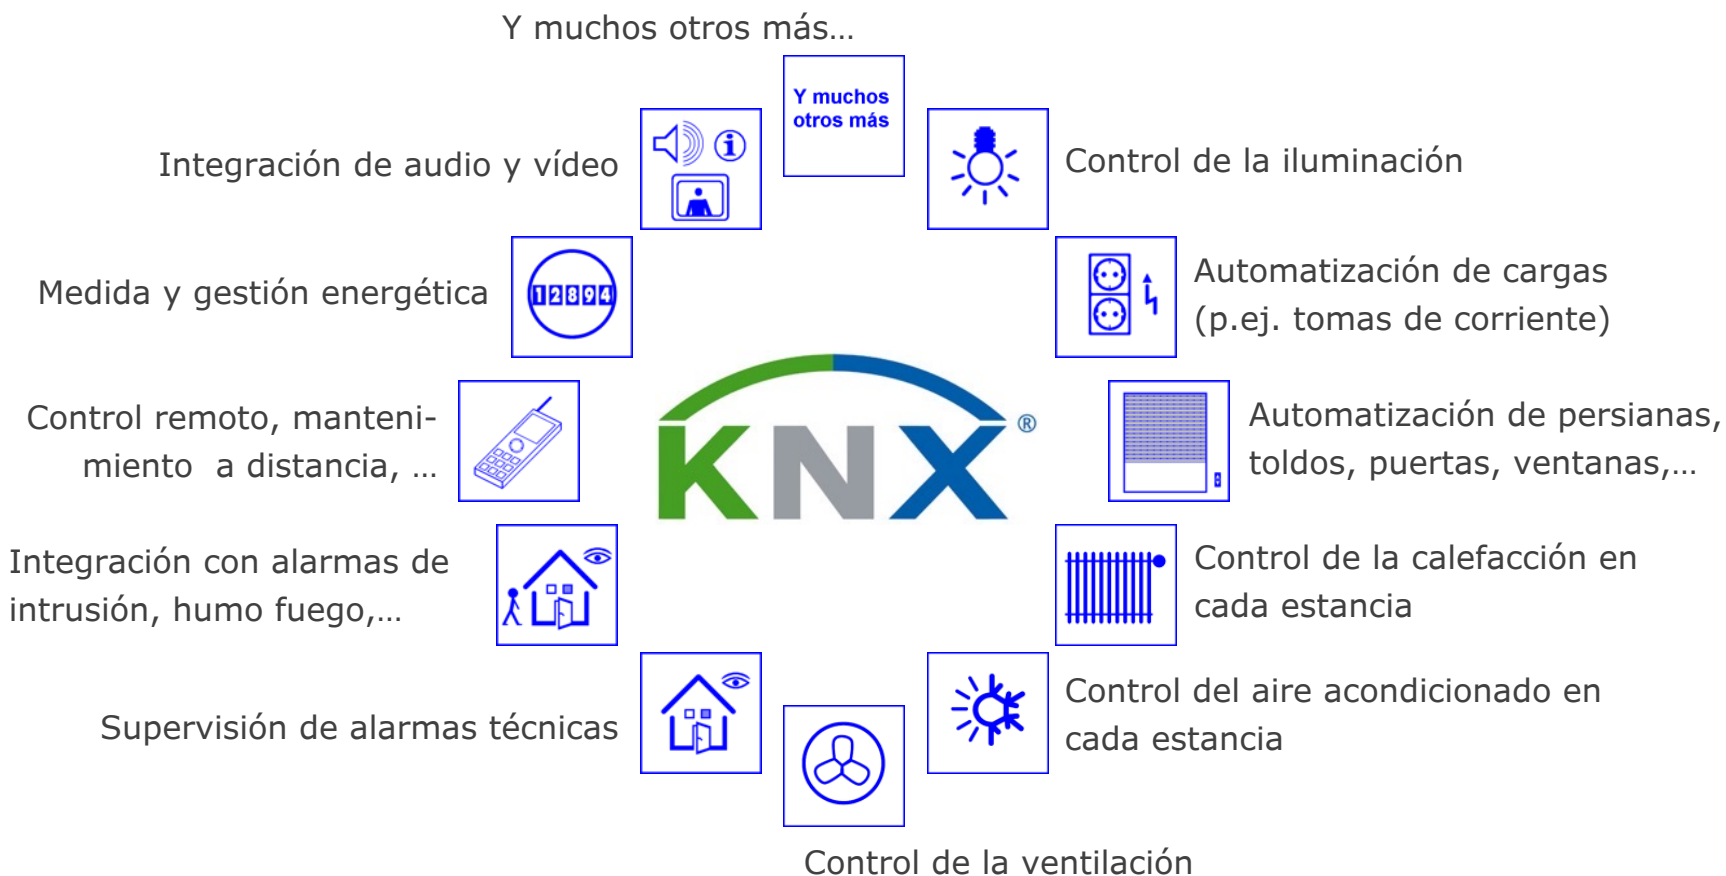 Y muchos otros más…
Y muchos
otros más
Integración de audio y vídeo
Control de la iluminación
Medida y gestión energética
12894
Automatización de cargas
(p.ej. tomas de corriente)
Control remoto, manteni-
miento a distancia, …
KNX®
Automatización de persianas,
toldos, puertas, ventanas,…
Integración con alarmas de
intrusión, humo fuego,…
Control de la calefacción en
cada estancia
Supervisión de alarmas técnicas
Control del aire acondicionado en
cada estancia
Control de la ventilación